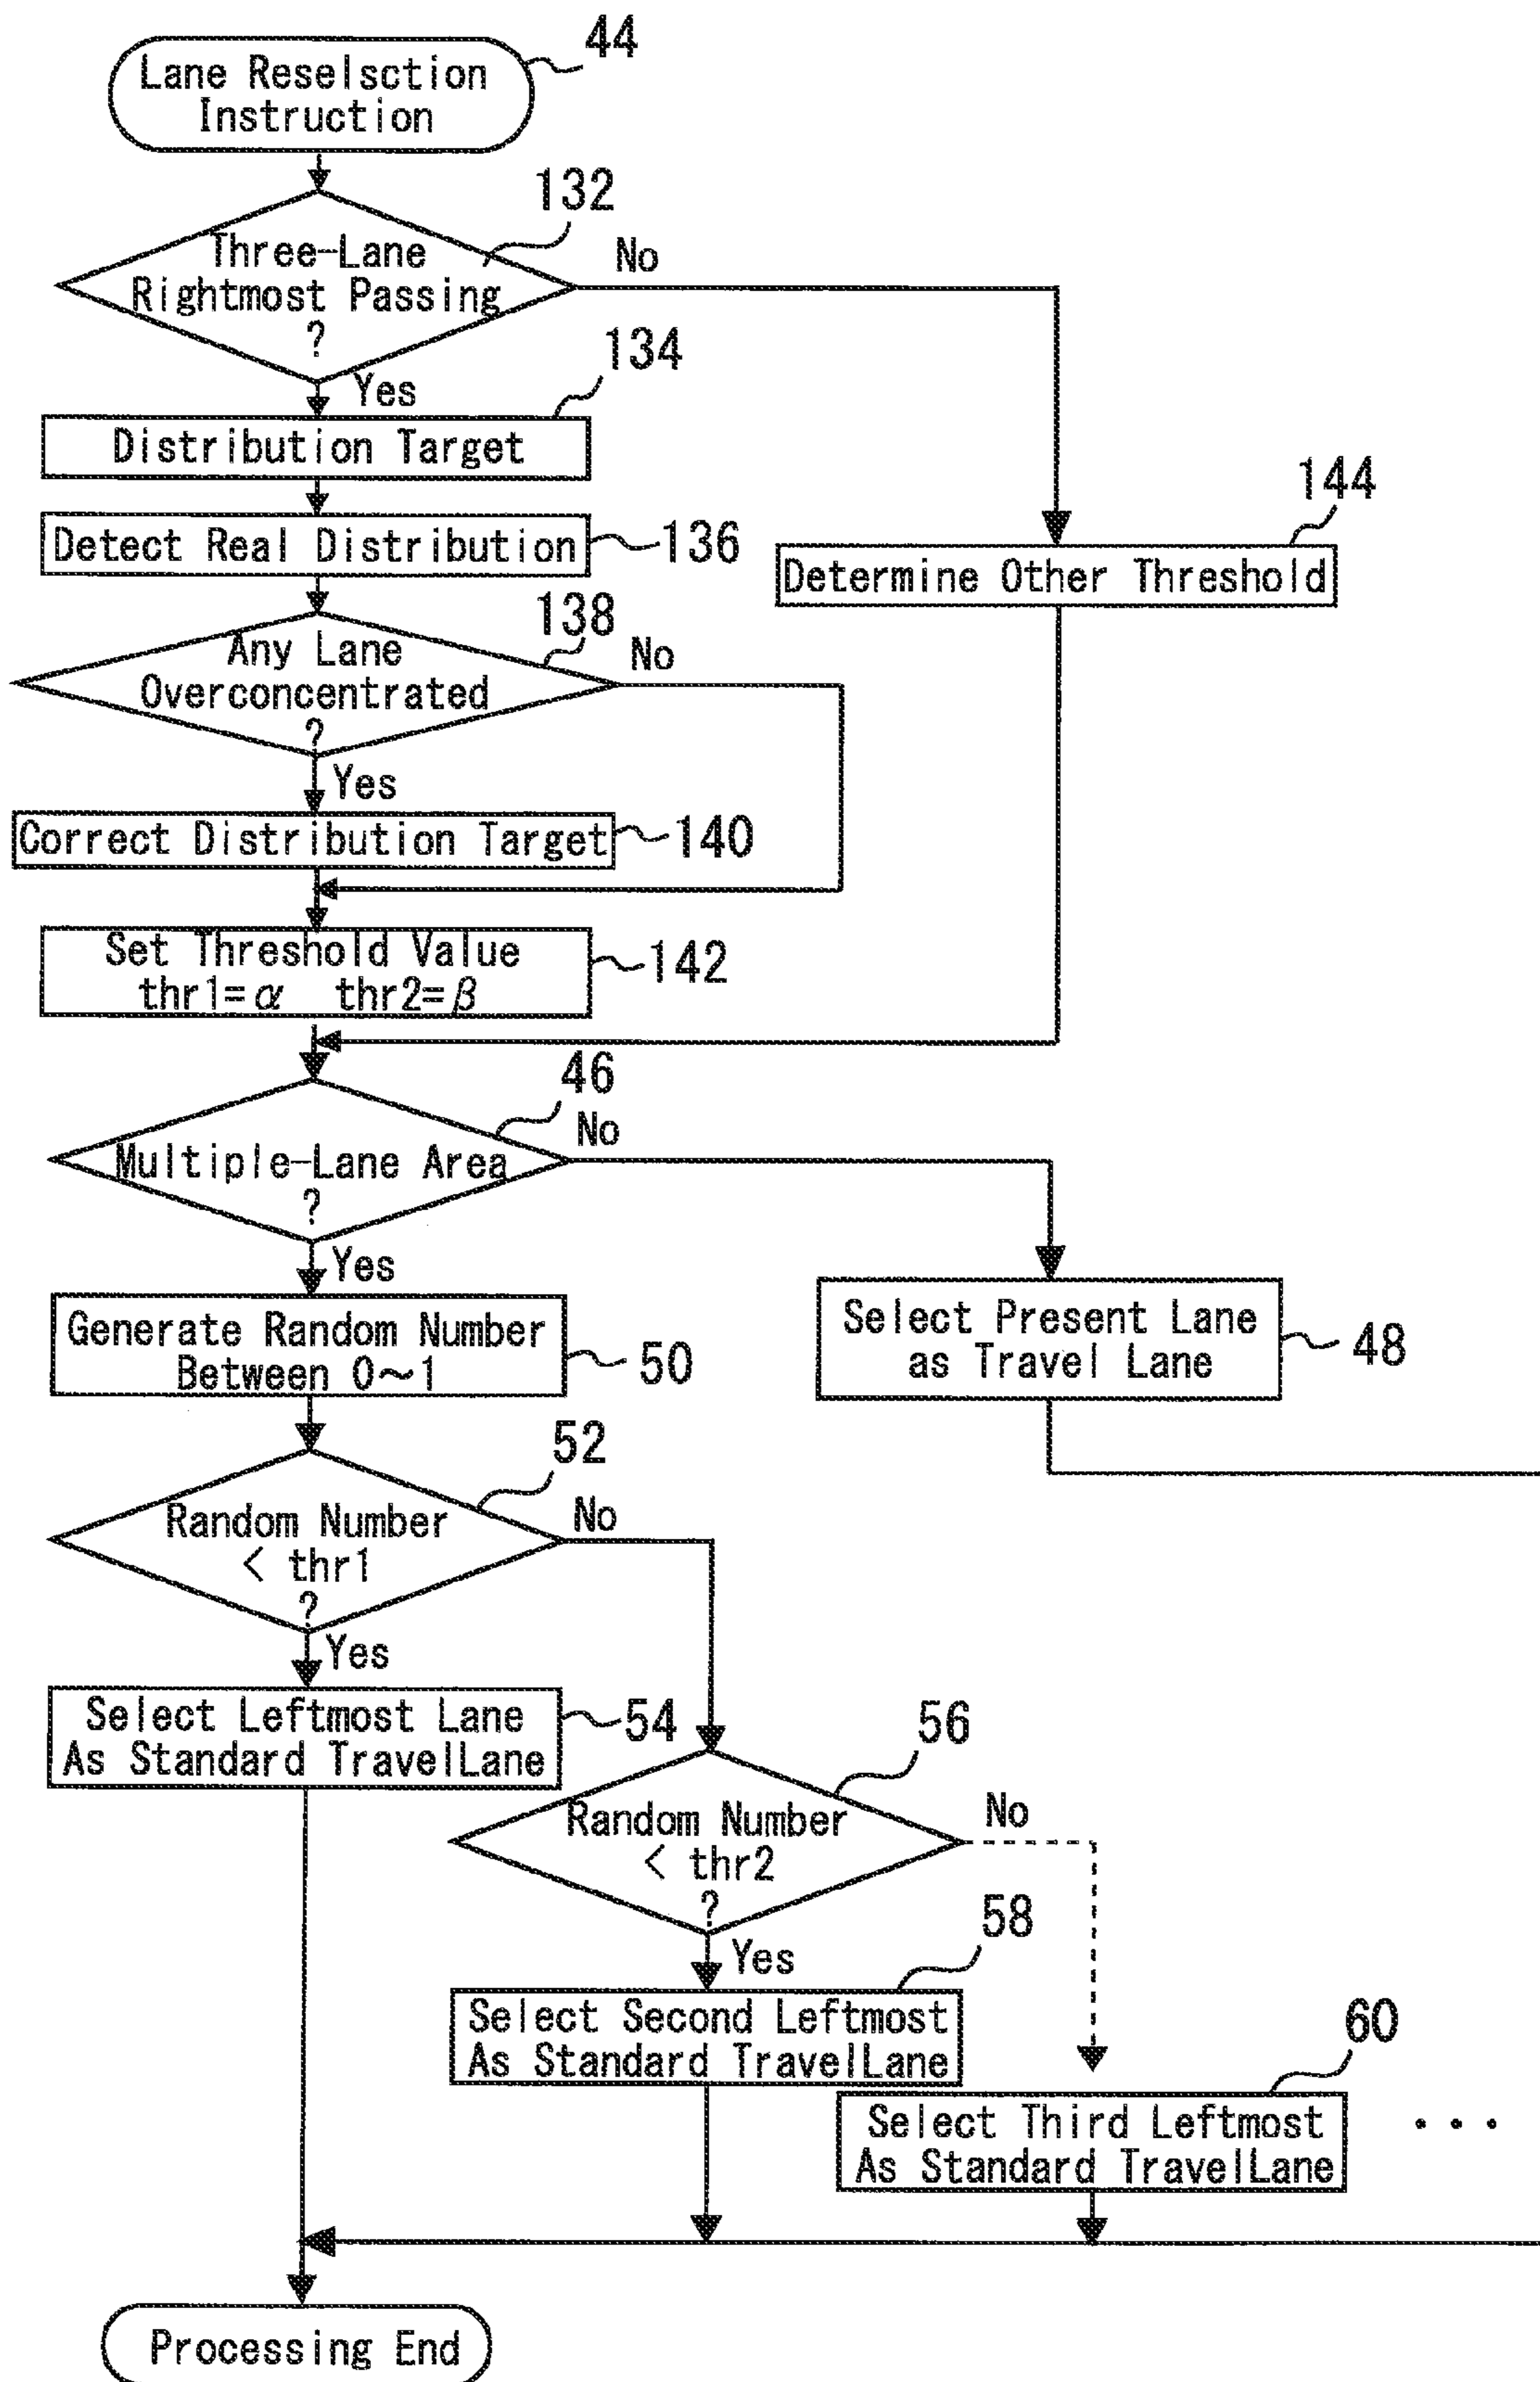 44
Lane Reselsction
Instruction
132
Three-Lane
Rightmost Passing
?
No
Yes
134
Distribution Target
Detect Real Distribution
136
144
Determine Other Threshold
138
Any Lane
Overconcentrated
?
No
Yes
Correct Distribution Target
140
Set Threshold Value
thr1=α thr2=β
142
46
Multiple-Lane Area
?
No
Yes
Generate Random Number
Between 0~1
50
Select Present Lane
as Travel Lane
48
52
Random Number
< thr1
?
No
Yes
Select Leftmost Lane
As Standard TravelLane
54
56
Random Number
< thr2
?
No
Yes
58
Select Second Leftmost
As Standard TravelLane
60
Select Third Leftmost
As Standard TravelLane
· · ·
Processing End